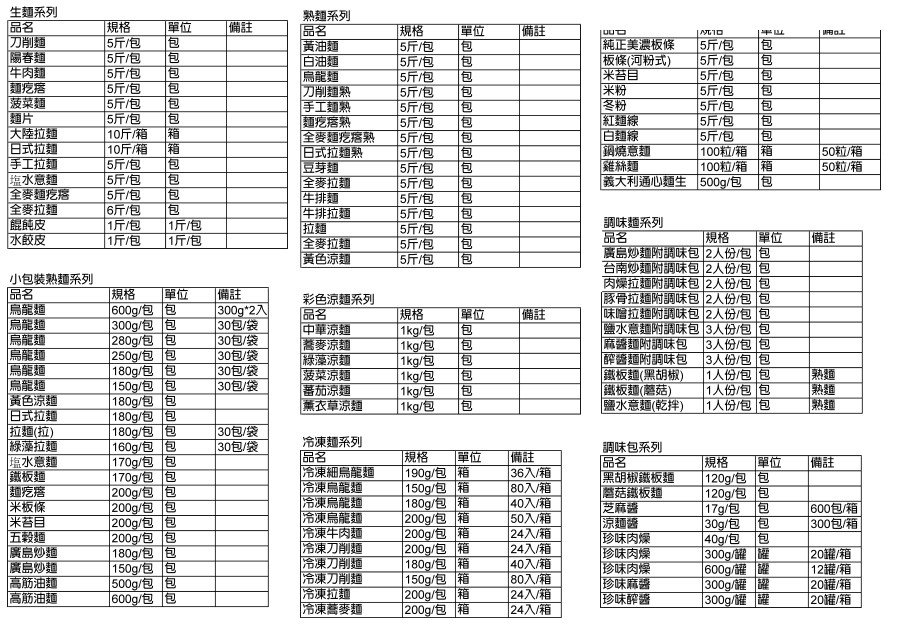 生麵系列
品名 規格 單位 備註
刀削麵 5斤/包 包
陽春麵 5斤/包 包
牛肉麵 5斤/包 包
麵疙瘩 5斤/包 包
菠菜麵 5斤/包 包
麵片 5斤/包 包
大陸拉麵 10斤/箱 箱
日式拉麵 10斤/箱 箱
手工拉麵 5斤/包 包
塩水意麵 5斤/包 包
全麥麵疙瘩 5斤/包 包
全麥拉麵 6斤/包 包
餛飩皮 1斤/包 1斤/包
水餃皮 1斤/包 1斤/包
小包裝熟麵系列
品名 規格 單位 備註
烏龍麵 600g/包 包 300g*2入
烏龍麵 300g/包 包 30包/袋
烏龍麵 280g/包 包 30包/袋
烏龍麵 250g/包 包 30包/袋
烏龍麵 180g/包 包 30包/袋
烏龍麵 150g/包 包 30包/袋
黃色涼麵 180g/包 包
日式拉麵 180g/包 包
拉麵(拉) 180g/包 包 30包/袋
綠藻拉麵 160g/包 包 30包/袋
塩水意麵 170g/包 包
鐵板麵 170g/包 包
麵疙瘩 200g/包 包
米板條 200g/包 包
米苔目 200g/包 包
五穀麵 200g/包 包
廣島炒麵 180g/包 包
廣島炒麵 150g/包 包
高筋油麵 500g/包 包
高筋油麵 600g/包 包
熟麵系列
品名 規格 單位 備註
黃油麵 5斤/包 包
白油麵 5斤/包 包
烏龍麵 5斤/包 包
刀削麵熟 5斤/包 包
手工麵熟 5斤/包 包
麵疙瘩熟 5斤/包 包
全麥麵疙瘩熟 5斤/包 包
日式拉麵熟 5斤/包 包
豆芽麵 5斤/包 包
全麥拉麵 5斤/包 包
牛排麵 5斤/包 包
牛排拉麵 5斤/包 包
拉麵 5斤/包 包
全麥拉麵 5斤/包 包
黃色涼麵 5斤/包 包
彩色涼麵系列
品名 規格 單位 備註
中華涼麵 1kg/包 包
蕎麥涼麵 1kg/包 包
綠藻涼麵 1kg/包 包
菠菜涼麵 1kg/包 包
番茄涼麵 1kg/包 包
薰衣草涼麵 1kg/包 包
冷凍麵系列
品名 規格 單位 備註
冷凍細烏龍麵 190g/包 箱 36入/箱
冷凍烏龍麵 150g/包 箱 80入/箱
冷凍烏龍麵 180g/包 箱 40入/箱
冷凍烏龍麵 200g/包 箱 50入/箱
冷凍牛肉麵 200g/包 箱 24入/箱
冷凍刀削麵 200g/包 箱 24入/箱
冷凍刀削麵 180g/包 箱 40入/箱
冷凍刀削麵 150g/包 箱 80入/箱
冷凍拉麵 200g/包 箱 24入/箱
冷凍蕎麥麵 200g/包 箱 24入/箱
品名 規格 單位 備註
純正美濃板條 5斤/包 包
板條(河粉式) 5斤/包 包
米苔目 5斤/包 包
米粉 5斤/包 包
冬粉 5斤/包 包
紅麵線 5斤/包 包
白麵線 5斤/包 包
鍋燒意麵 100粒/箱 箱 50粒/箱
雞絲麵 100粒/箱 箱 50粒/箱
義大利通心麵生 500g/包 包
調味麵系列
品名 規格 單位 備註
廣島炒麵附調味包 2人份/包 包
台南炒麵附調味包 2人份/包 包
肉燥拉麵附調味包 2人份/包 包
豚骨拉麵附調味包 2人份/包 包
味噌拉麵附調味包 2人份/包 包
鹽水意麵附調味包 3人份/包 包
麻醬麵附調味包 3人份/包 包
醡醬麵附調味包 3人份/包 包
鐵板麵(黑胡椒) 1人份/包 包 熟麵
鐵板麵(蘑菇) 1人份/包 包 熟麵
鹽水意麵(乾拌) 1人份/包 包 熟麵
調味包系列
品名 規格 單位 備註
黑胡椒鐵板麵 120g/包 包
蘑菇鐵板麵 120g/包 包
芝麻醬 17g/包 包 600包/箱
涼麵醬 30g/包 包 300包/箱
珍味肉燥 40g/包 包
珍味肉燥 300g/罐 罐 20罐/箱
珍味肉燥 600g/罐 罐 12罐/箱
珍味麻醬 300g/罐 罐 20罐/箱
珍味醡醬 300g/罐 罐 20罐/箱